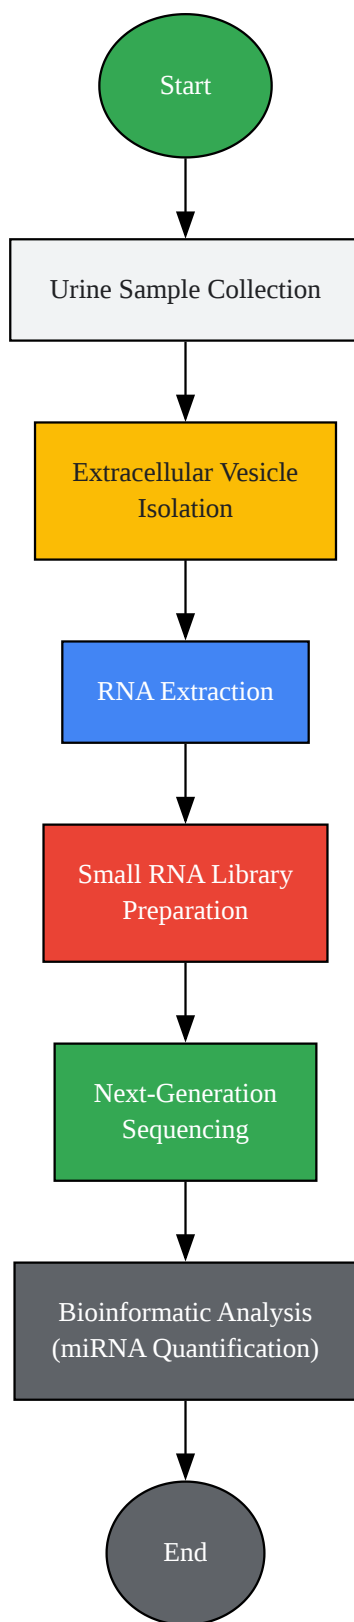 Start
Urine Sample Collection
Extracellular Vesicle
Isolation
RNA Extraction
Small RNA Library
Preparation
Next-Generation
Sequencing
Bioinformatic Analysis
(miRNA Quantification)
End